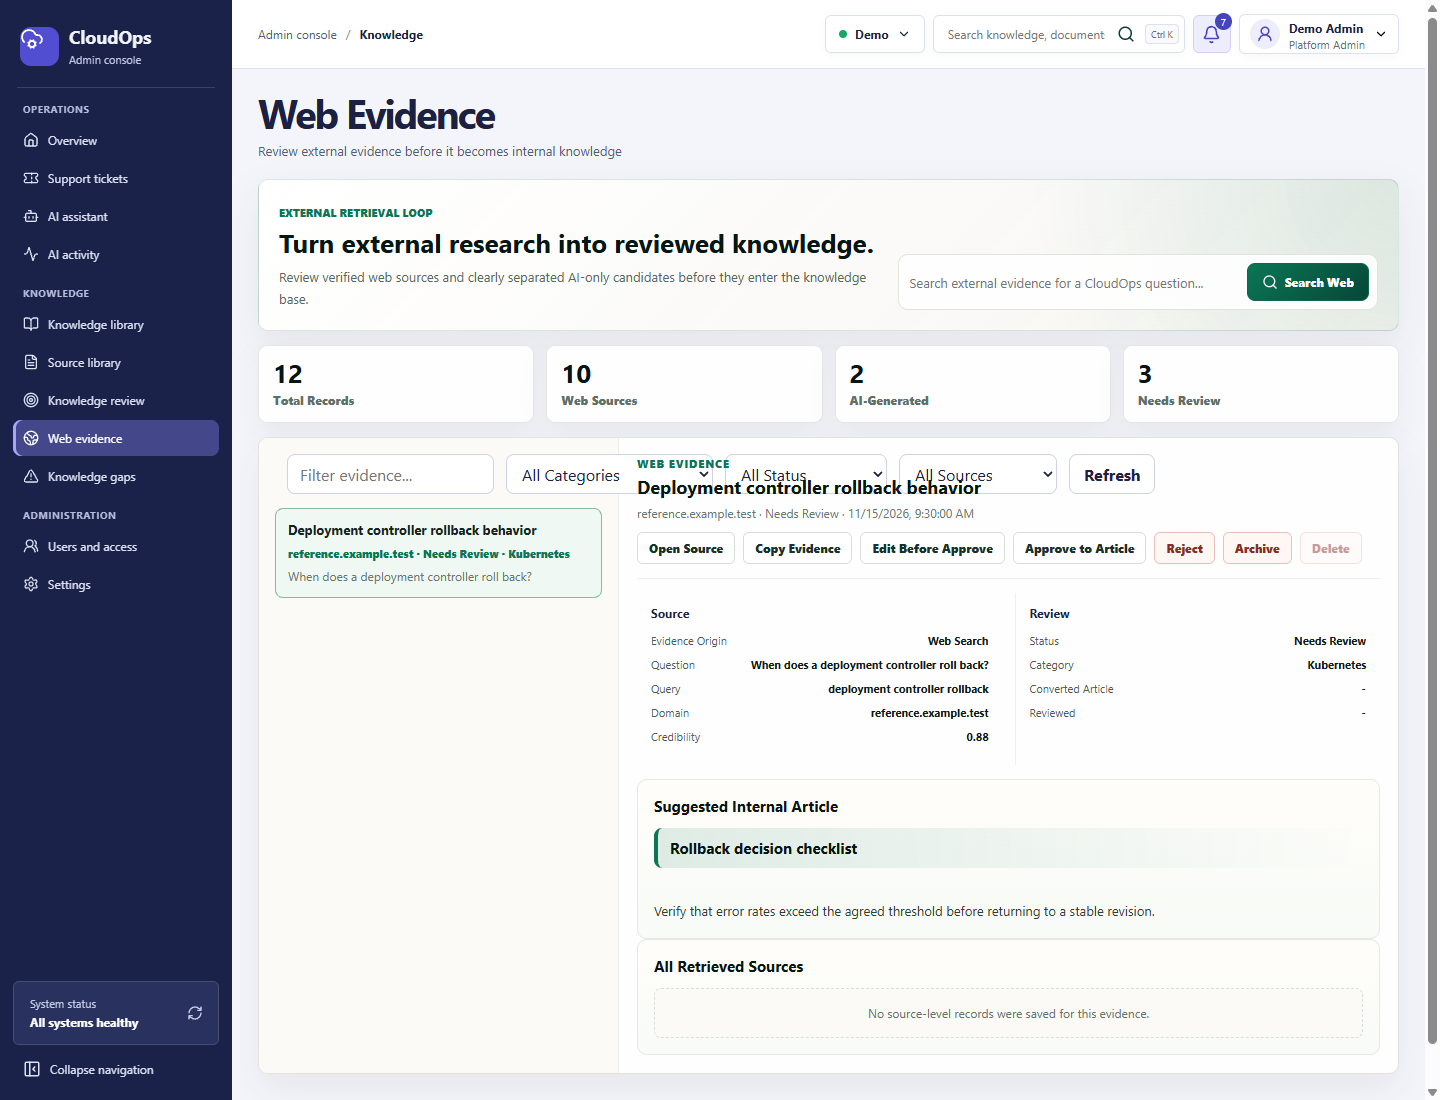 CloudOps
Admin console
OPERATIONS
Overview
Support tickets
AI assistant
AI activity
KNOWLEDGE
Knowledge library
Source library
Knowledge review
Web evidence
Knowledge gaps
ADMINISTRATION
Users and access
Settings
System status
All systems healthy
Collapse navigation
Admin console / Knowledge
Demo
Search knowledge, document
Ctrl K
7
Demo Admin
Platform Admin
Web Evidence
Review external evidence before it becomes internal knowledge
EXTERNAL RETRIEVAL LOOP
Turn external research into reviewed knowledge.
Review verified web sources and clearly separated AI-only candidates before they enter the knowledge
base.
Search external evidence for a CloudOps question...
Search Web
12
Total Records
10
Web Sources
2
AI-Generated
3
Needs Review
Filter evidence...
All Categories
All Status
All Sources
Refresh
Deployment controller rollback behavior
reference.example.test · Needs Review · Kubernetes
When does a deployment controller roll back?
WEB EVIDENCE
Deployment controller rollback behavior
reference.example.test · Needs Review · 11/15/2026, 9:30:00 AM
Open Source
Copy Evidence
Edit Before Approve
Approve to Article
Reject
Archive
Delete
Source
Evidence Origin Web Search
Question When does a deployment controller roll back?
Query deployment controller rollback
Domain reference.example.test
Credibility 0.88
Review
Status Needs Review
Category Kubernetes
Converted Article -
Reviewed -
Suggested Internal Article
Rollback decision checklist
Verify that error rates exceed the agreed threshold before returning to a stable revision.
All Retrieved Sources
No source-level records were saved for this evidence.